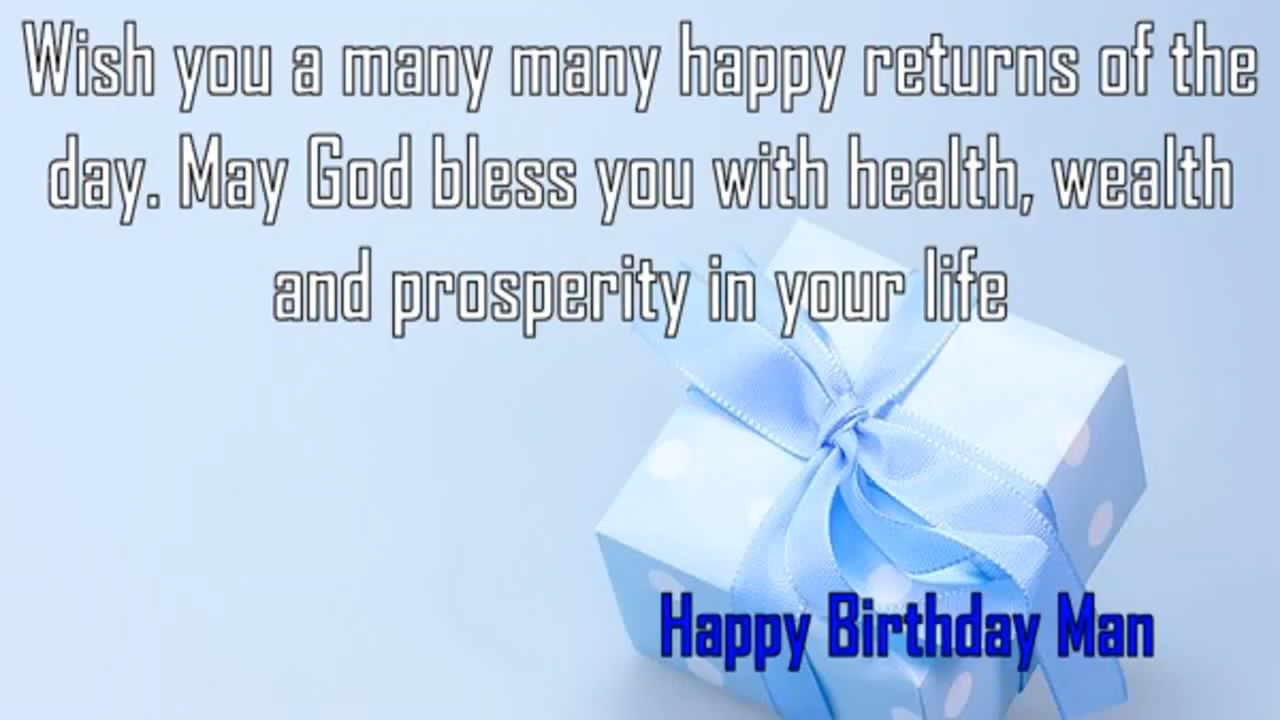 Wish you a many many happy returns of the
day. May God bless you with health, wealth
and prosperity in your life
Happy Birthday Man